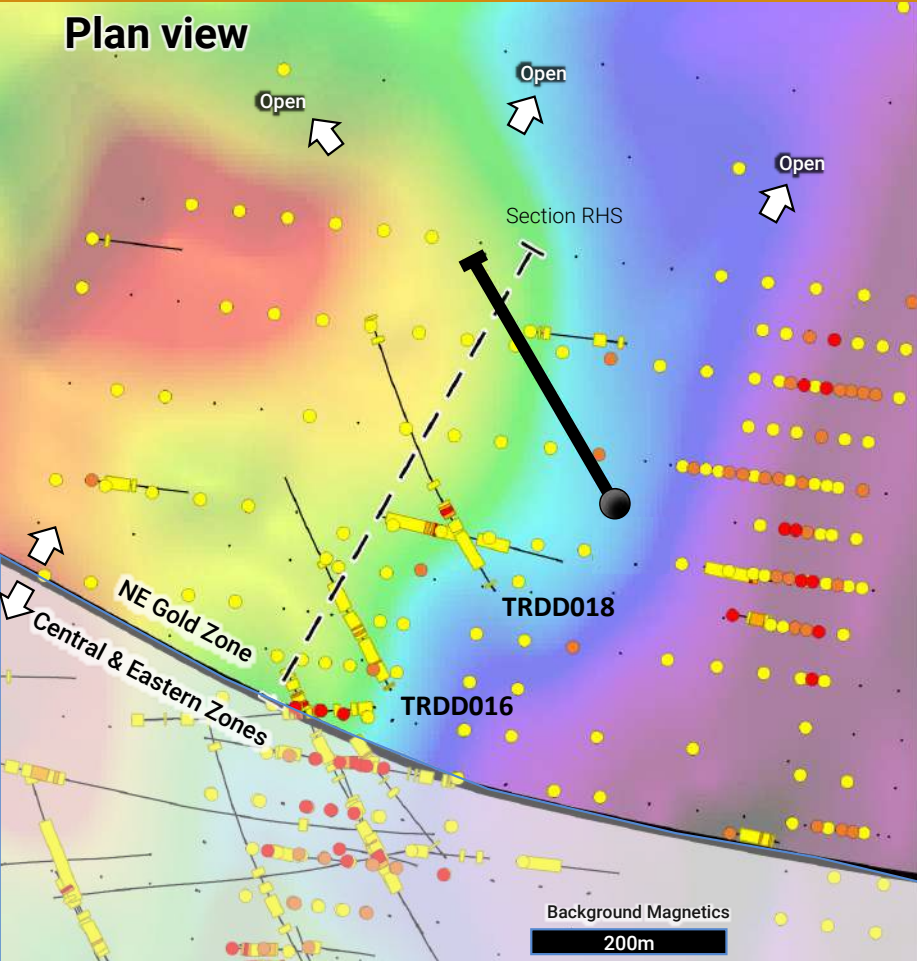 Plan view
Open
Open
Open
Section RHS
NE Gold Zone
Central & Eastern Zones
TRDD018
TRDD016
Background Magnetics
200m